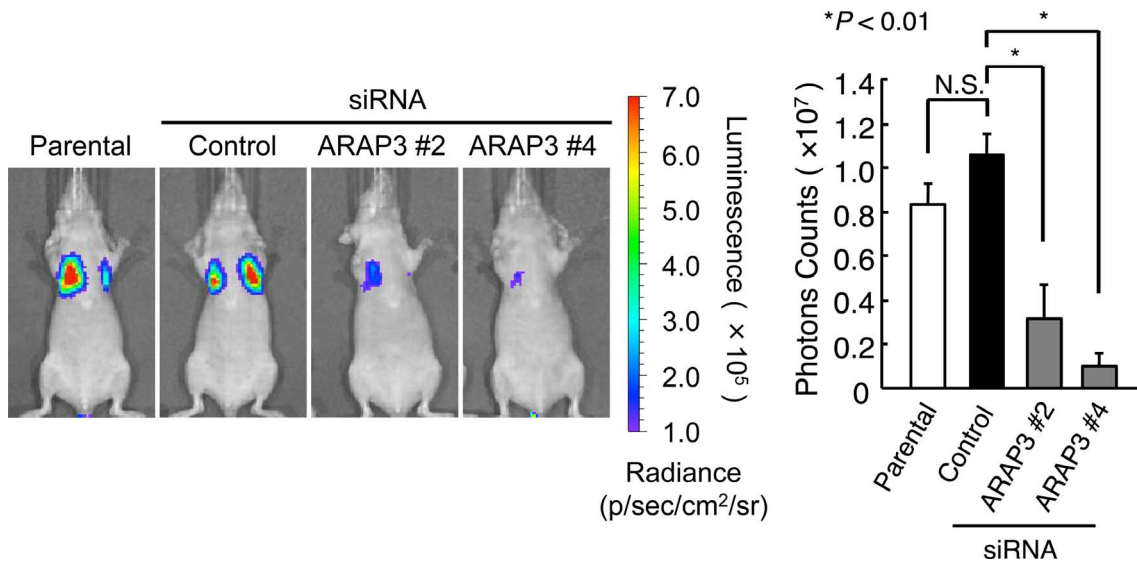 siRNA
Parental Control ARAP3 #2 ARAP3 #4
7.0
6.0
5.0
4.0
3.0
2.0
1.0
Luminescence ( ×10⁵ )
Radiance
(p/sec/cm²/sr)
*P < 0.01
*
*
N.S.
Photons Counts ( ×10⁷ )
1.4
1.2
1.0
0.8
0.6
0.4
0.2
0
Parental
Control
ARAP3 #2
ARAP3 #4
siRNA